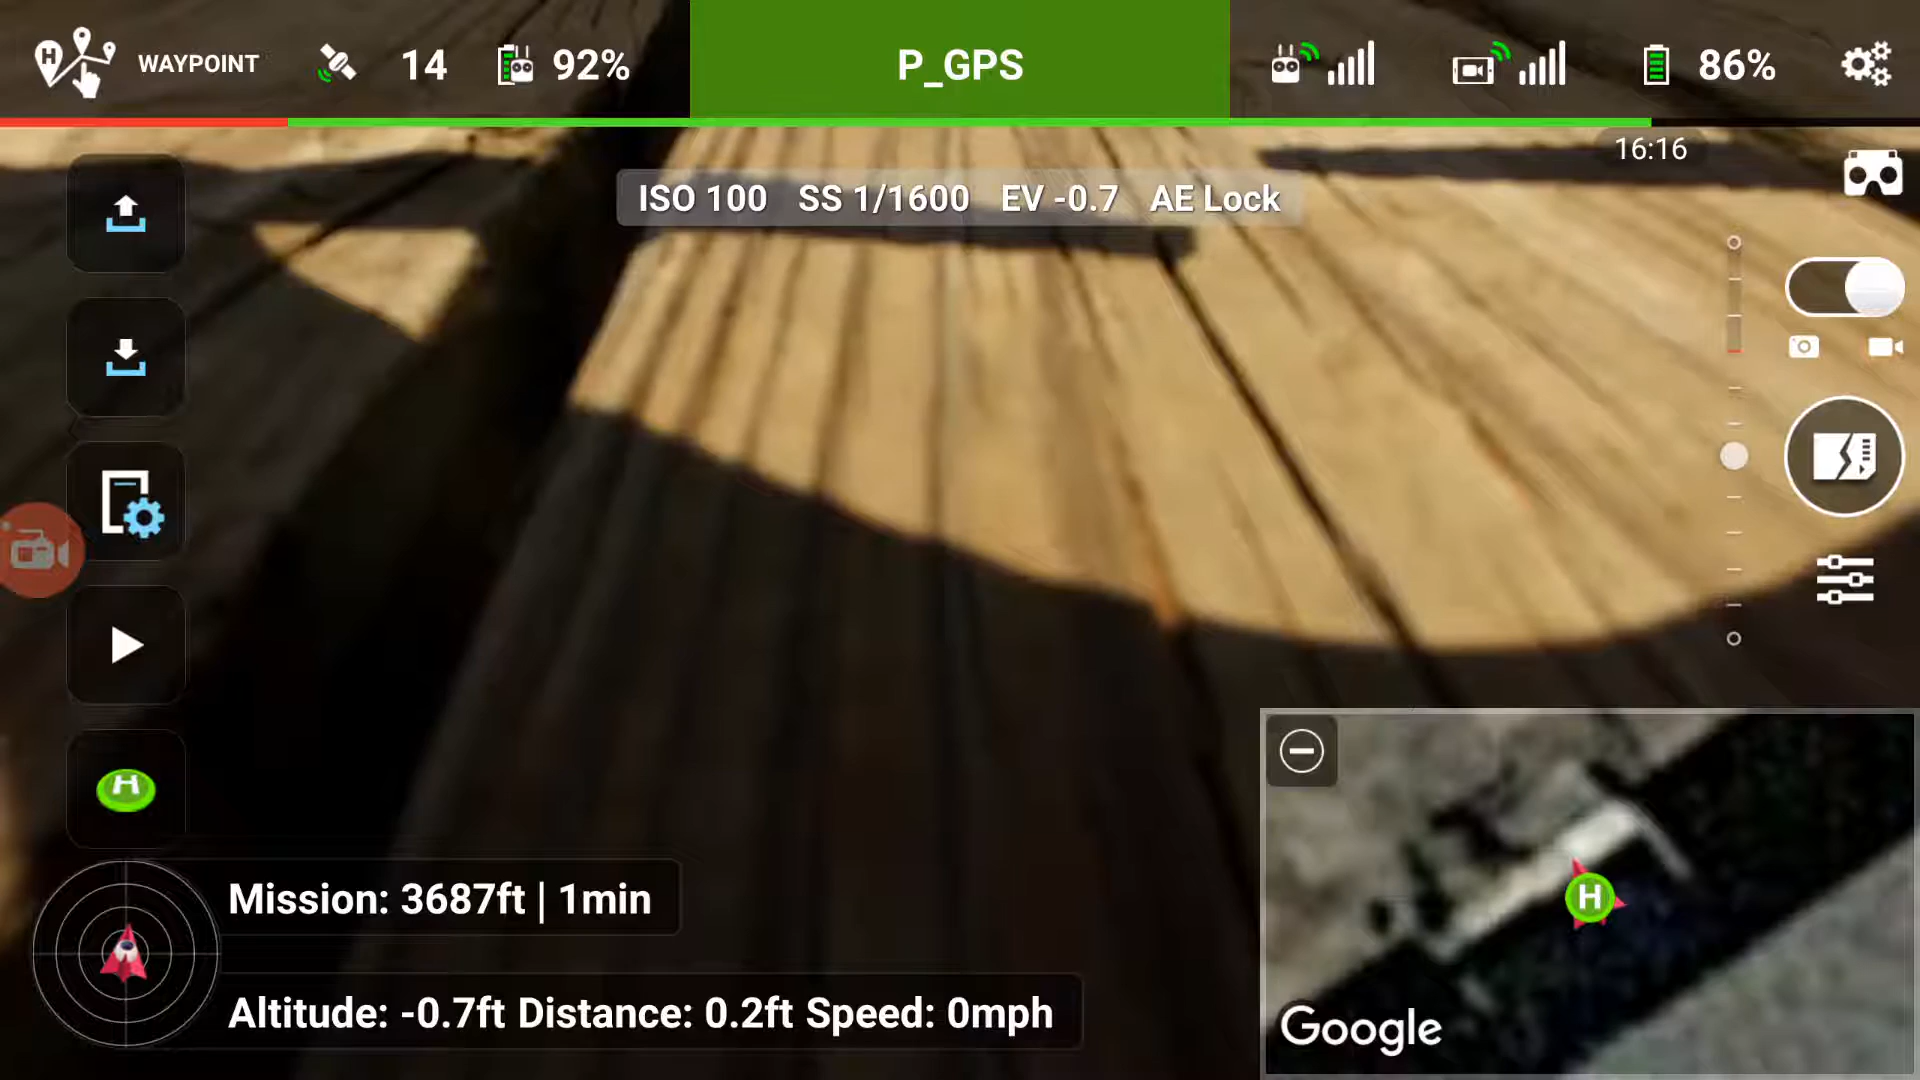 WAYPOINT 14 92% P_GPS 86%
16:16
ISO 100 SS 1/1600 EV -0.7 AE Lock
H
H
Mission: 3687ft | 1min
Altitude: -0.7ft Distance: 0.2ft Speed: 0mph
Google